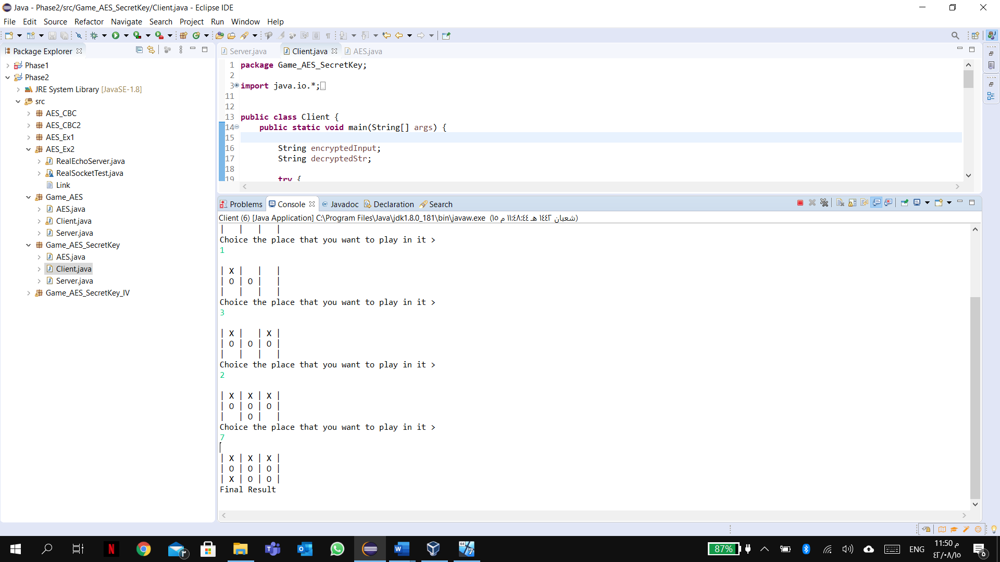 Java - Phase2/src/Game_AES_SecretKey/Client.java - Eclipse IDE
File Edit Source Refactor Navigate Search Project Run Window Help
Package Explorer
Phase1
Phase2
JRE System Library [JavaSE-1.8]
src
AES_CBC
AES_CBC2
AES_Ex1
AES_Ex2
RealEchoServer.java
RealSocketTest.java
Link
Game_AES
AES.java
Client.java
Server.java
Game_AES_SecretKey
AES.java
Client.java
Server.java
Game_AES_SecretKey_IV
Server.java Client.java AES.java
1 package Game_AES_SecretKey;
2
3 import java.io.*;
11
12
13 public class Client {
14 public static void main(String[] args) {
15
16 String encryptedInput;
17 String decryptedStr;
18
19 try {
Problems Console Javadoc Declaration Search
Client (6) [Java Application] C:\Program Files\Java\jdk1.8.0_181\bin\javaw.exe (١٥ شعبان ١٤٤٢ هـ ١١:٤٨:٤٤ م)
| | | |
Choice the place that you want to play in it >
1
| X | | |
| O | O | |
| | | |
Choice the place that you want to play in it >
3
| X | | X |
| O | O | O |
| | | |
Choice the place that you want to play in it >
2
| X | X | X |
| O | O | O |
| | O | |
Choice the place that you want to play in it >
7
| X | X | X |
| O | O | O |
| X | O | O |
Final Result
٣
64
7
87%
ENG
11:50 م
٤٢/٠٨/١٥
٥